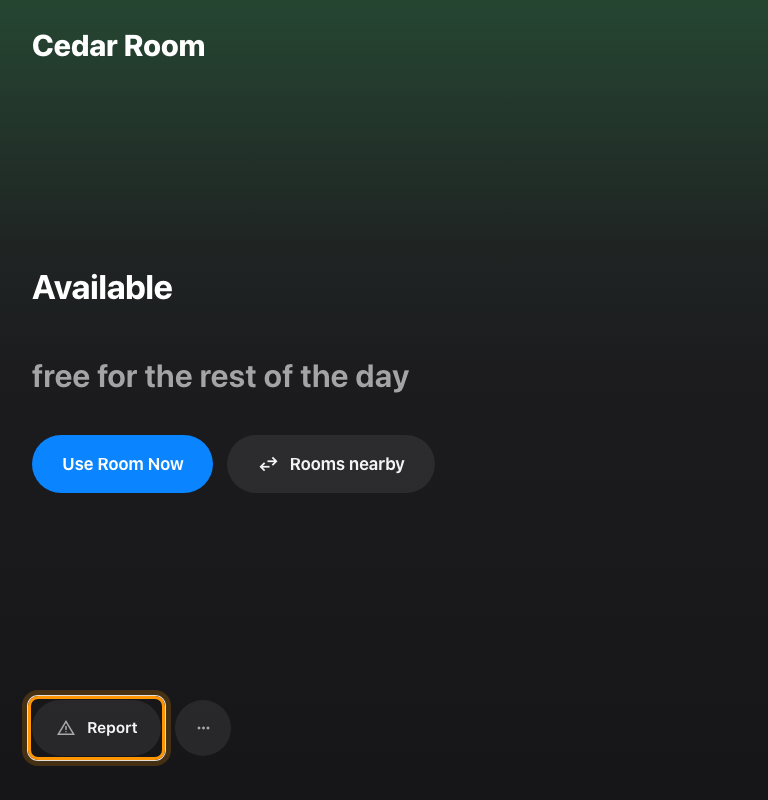 Cedar Room
Available
free for the rest of the day
Use Room Now
Rooms nearby
Report